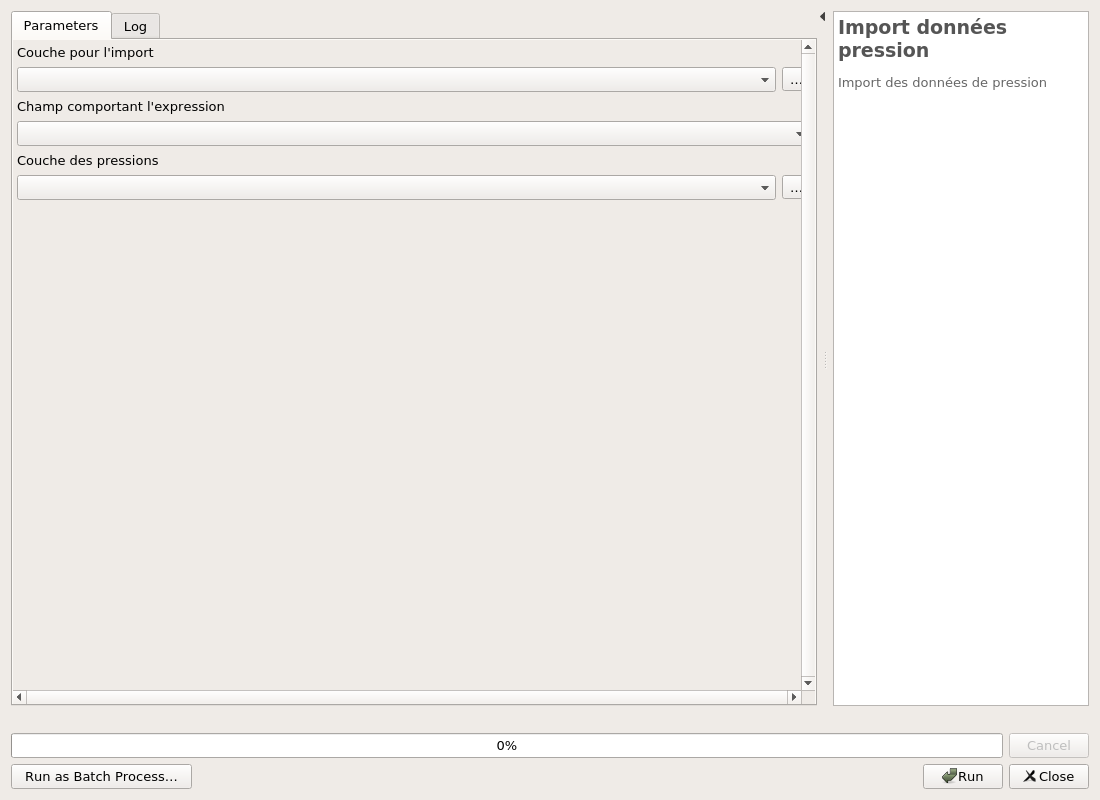 Parameters
Log
Couche pour l'import
...
Champ comportant l'expression
Couche des pressions
...
Import données
pression
Import des données de pression
0%
Cancel
Run as Batch Process...
Run
Close